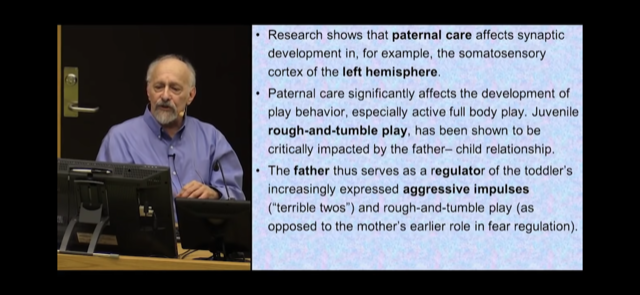 • Research shows that paternal care affects synaptic
development in, for example, the somatosensory
cortex of the left hemisphere.
• Paternal care significantly affects the development of
play behavior, especially active full body play. Juvenile
rough-and-tumble play, has been shown to be
critically impacted by the father– child relationship.
• The father thus serves as a regulator of the toddler's
increasingly expressed aggressive impulses
("terrible twos") and rough-and-tumble play (as
opposed to the mother's earlier role in fear regulation).